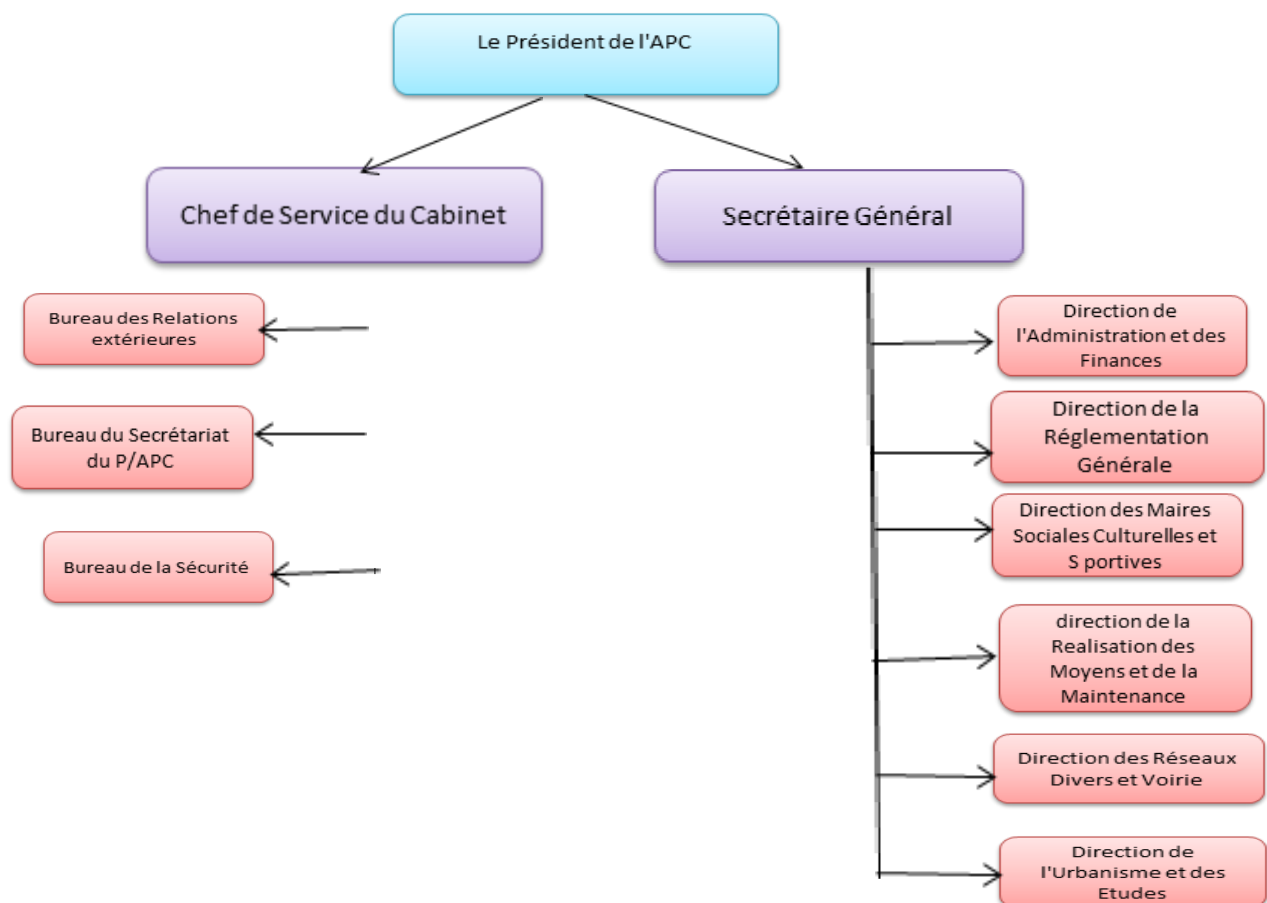 Le Président de l'APC
Chef de Service du Cabinet
Secrétaire Général
Bureau des Relations
extérieures
Bureau du Secrétariat
du P/APC
Bureau de la Sécurité
Direction de
l'Administration et des
Finances
Direction de la
Réglementation
Générale
Direction des Maires
Sociales Culturelles et
S portives
direction de la
Realisation des
Moyens et de la
Maintenance
Direction des Réseaux
Divers et Voirie
Direction de
l'Urbanisme et des
Etudes